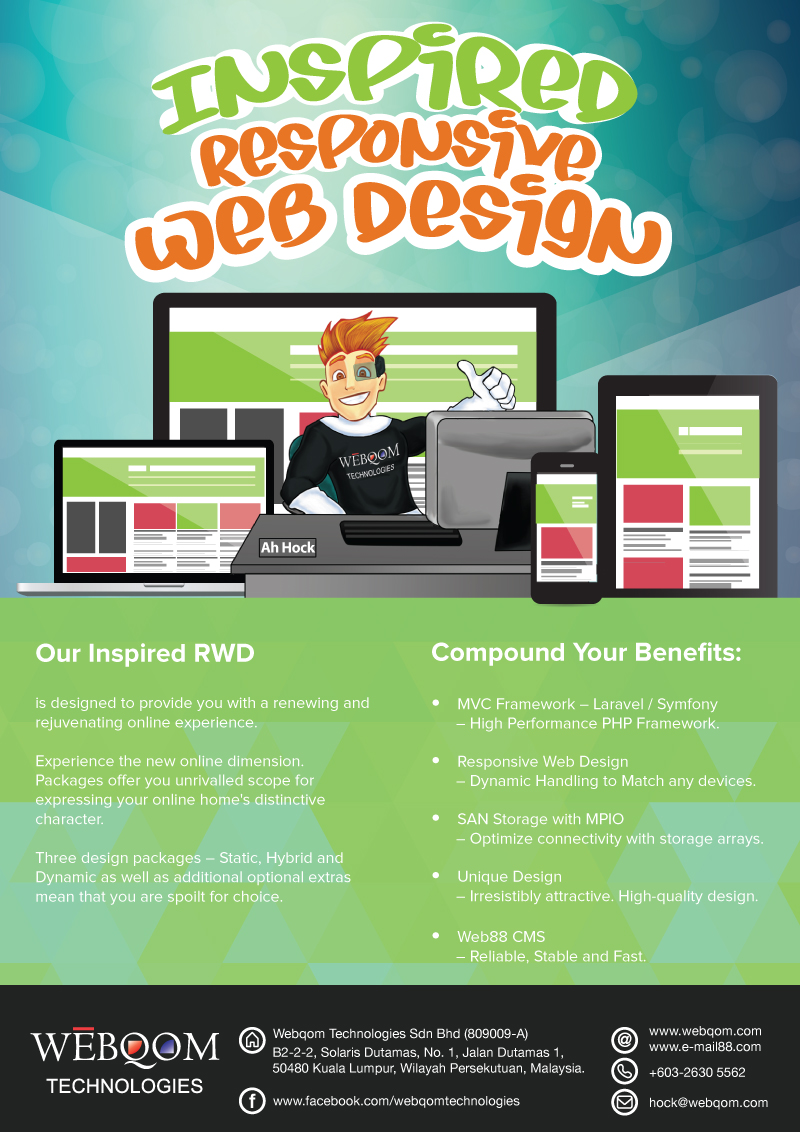 INSPIRED
RESPONSIVE
WEB DESIGN
WEBQOM
TECHNOLOGIES
Ah Hock
Our Inspired RWD
is designed to provide you with a renewing and
rejuvenating online experience.
Experience the new online dimension.
Packages offer you unrivalled scope for
expressing your online home's distinctive
character.
Three design packages – Static, Hybrid and
Dynamic as well as additional optional extras
mean that you are spoilt for choice.
Compound Your Benefits:
• MVC Framework – Laravel / Symfony
– High Performance PHP Framework.
• Responsive Web Design
– Dynamic Handling to Match any devices.
• SAN Storage with MPIO
– Optimize connectivity with storage arrays.
• Unique Design
– Irresistibly attractive. High-quality design.
• Web88 CMS
– Reliable, Stable and Fast.
WĒBQOM
TECHNOLOGIES
Webqom Technologies Sdn Bhd (809009-A)
B2-2-2, Solaris Dutamas, No. 1, Jalan Dutamas 1,
50480 Kuala Lumpur, Wilayah Persekutuan, Malaysia.
f www.facebook.com/webqomtechnologies
@ www.webqom.com
www.e-mail88.com
+603-2630 5562
hock@webqom.com